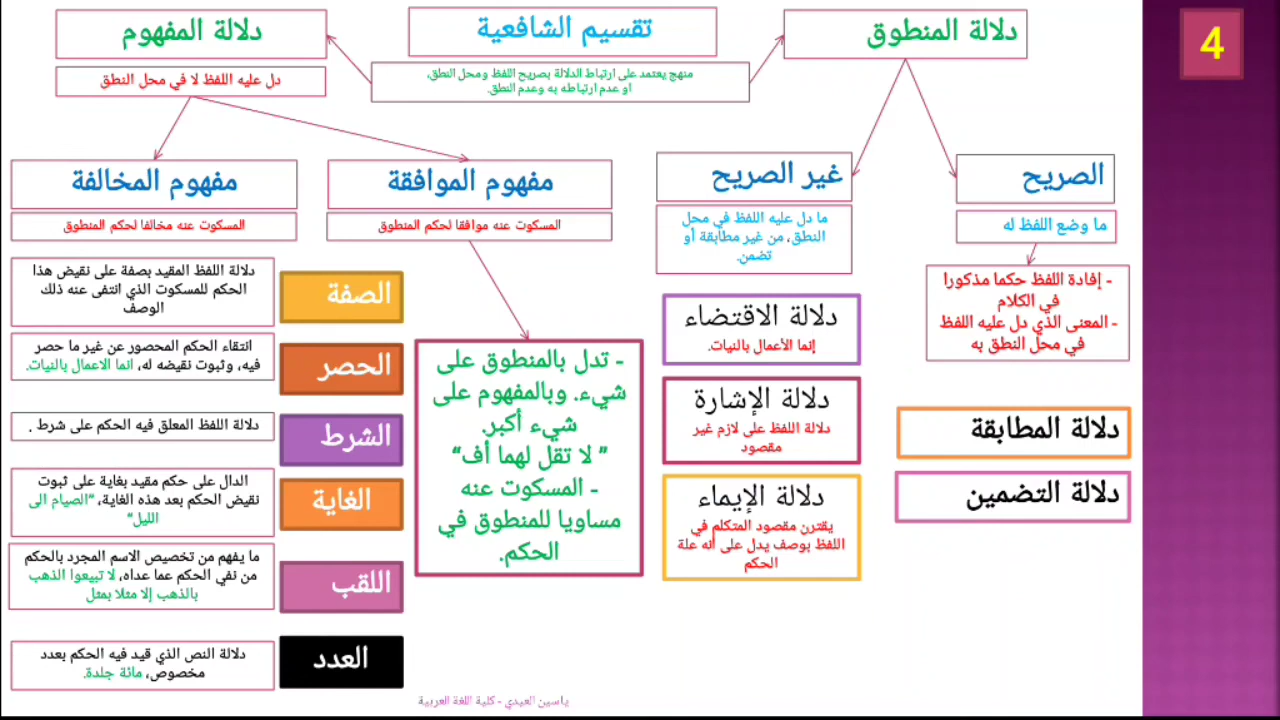 4
تقسيم الشافعية
منهج يعتمد على ارتباط الدلالة بصريح اللفظ ومحل النطق،
او عدم ارتباطه به وعدم النطق.
دلالة المنطوق
الصريح
ما وضع اللفظ له
- إفادة اللفظ حكما مذكورا
في الكلام
- المعنى الذي دل عليه اللفظ
في محل النطق به
دلالة المطابقة
دلالة التضمين
غير الصريح
ما دل عليه اللفظ في محل
النطق، من غير مطابقة أو
تضمن.
دلالة الاقتضاء
إنما الأعمال بالنيات.
دلالة الإشارة
دلالة اللفظ على لازم غير
مقصود
دلالة الإيماء
يقترن مقصود المتكلم في
اللفظ بوصف يدل على أنه علة
الحكم
دلالة المفهوم
دل عليه اللفظ لا في محل النطق
مفهوم الموافقة
المسكوت عنه موافقا لحكم المنطوق
- تدل بالمنطوق على
شيء. وبالمفهوم على
شيء أكبر.
” لا تقل لهما أف“
- المسكوت عنه
مساويا للمنطوق في
الحكم.
مفهوم المخالفة
المسكوت عنه مخالفا لحكم المنطوق
الصفة
دلالة اللفظ المقيد بصفة على نقيض هذا
الحكم للمسكوت الذي انتفى عنه ذلك
الوصف
الحصر
انتقاء الحكم المحصور عن غير ما حصر
فيه، وثبوت نقيضه له، انما الاعمال بالنيات.
الشرط
دلالة اللفظ المعلق فيه الحكم على شرط .
الغاية
الدال على حكم مقيد بغاية على ثبوت
نقيض الحكم بعد هذه الغاية، ”الصيام الى
الليل“
اللقب
ما يفهم من تخصيص الاسم المجرد بالحكم
من نفي الحكم عما عداه، لا تبيعوا الذهب
بالذهب إلا مثلا بمثل
العدد
دلالة النص الذي قيد فيه الحكم بعدد
مخصوص، مائة جلدة.
ياسين العيدي - كلية اللغة العربية